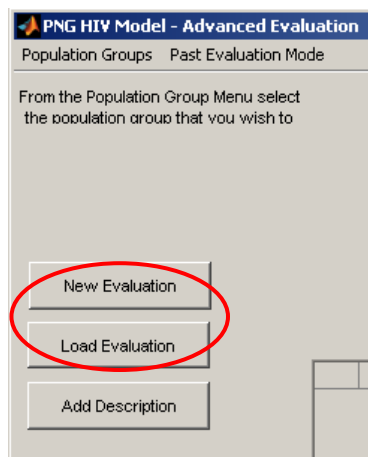 PNG HIV Model - Advanced Evaluation
Population Groups Past Evaluation Mode
From the Population Group Menu select
the population group that you wish to
New Evaluation
Load Evaluation
Add Description